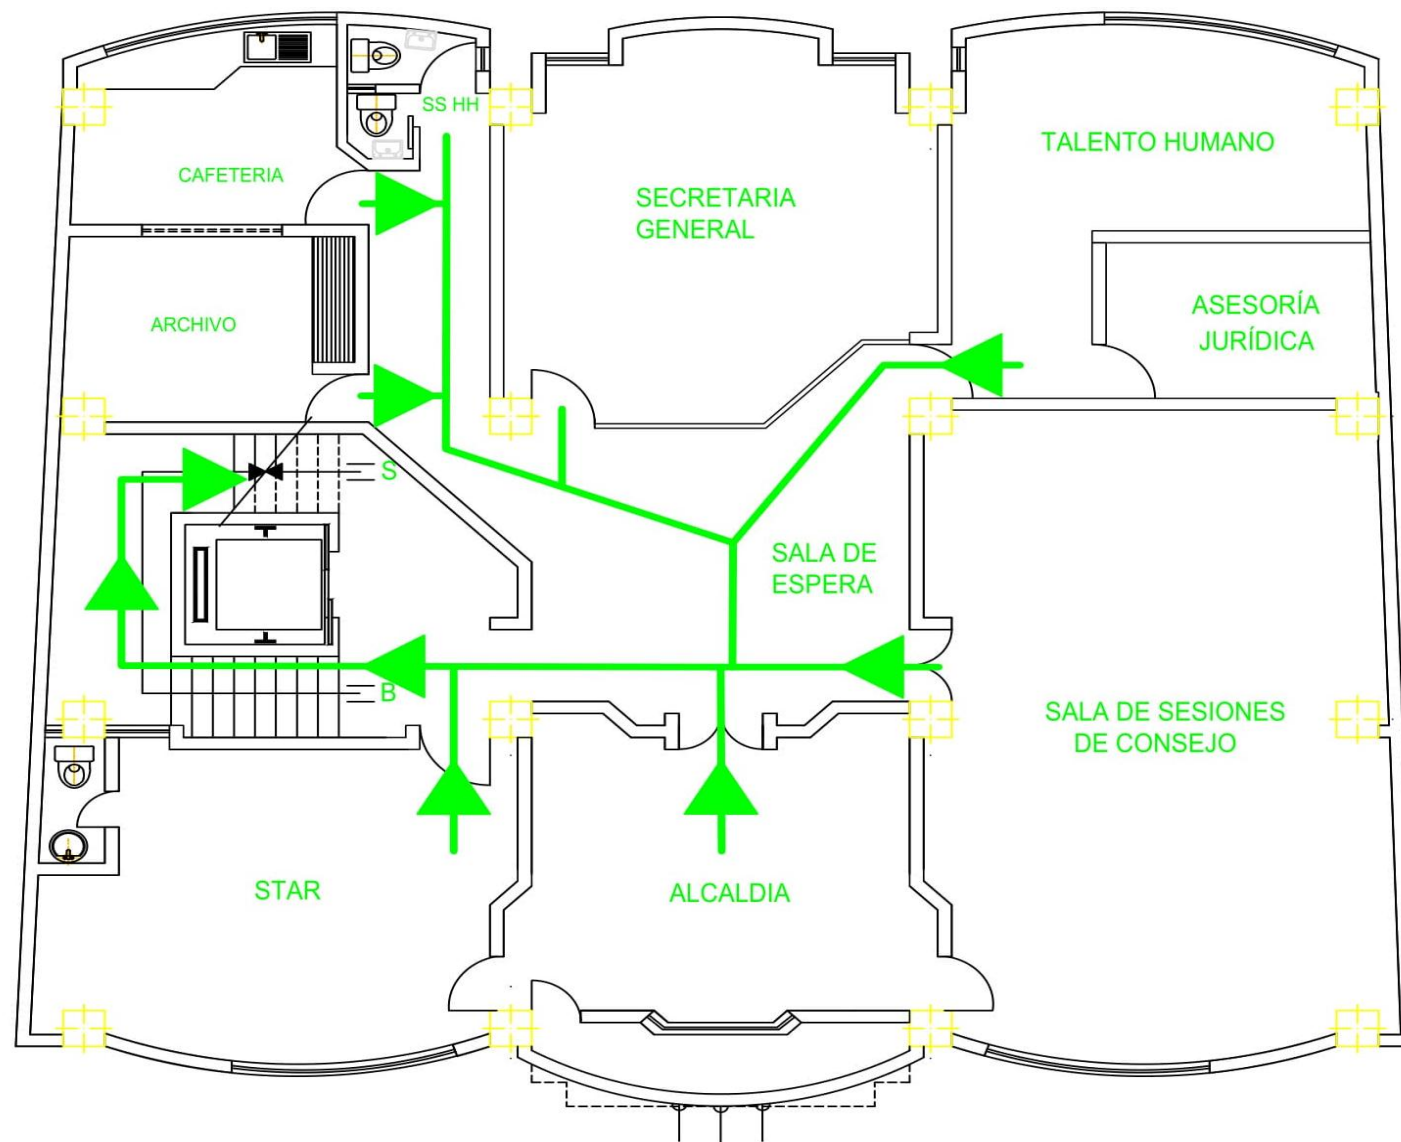 SS HH
TALENTO HUMANO
CAFETERIA
SECRETARIA
GENERAL
ARCHIVO
ASESORÍA
JURÍDICA
S
SALA DE
ESPERA
B
SALA DE SESIONES
DE CONSEJO
STAR
ALCALDIA